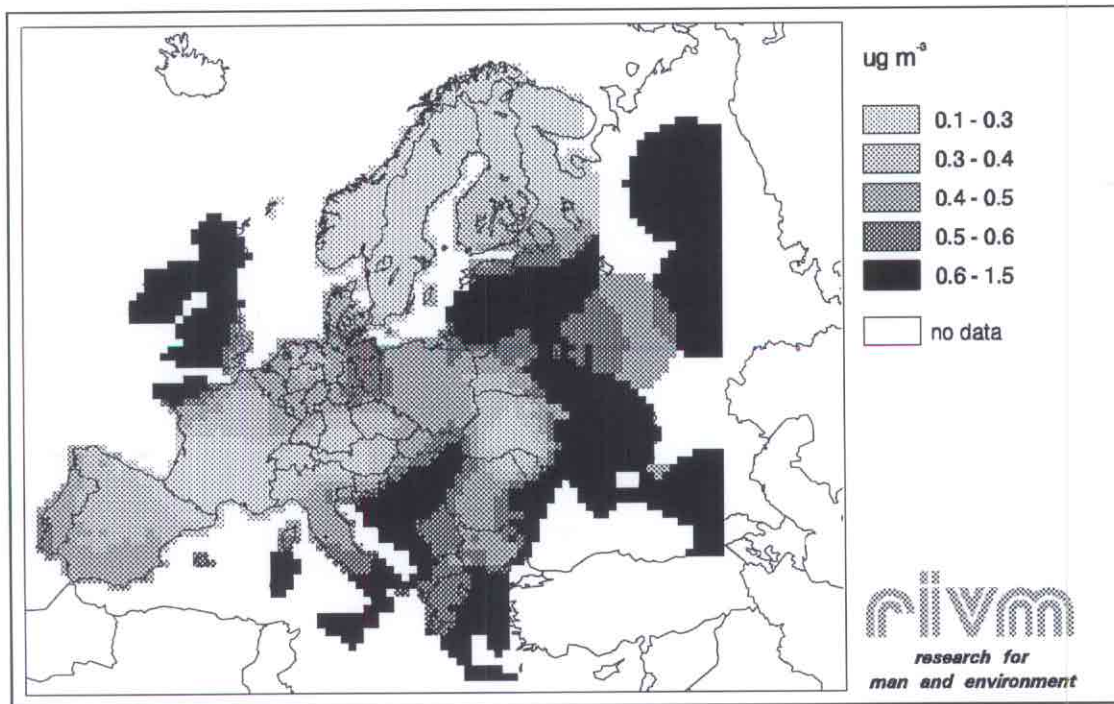 ug m⁻³
0.1 - 0.3
0.3 - 0.4
0.4 - 0.5
0.5 - 0.6
0.6 - 1.5
no data
rivm
research for
man and environment